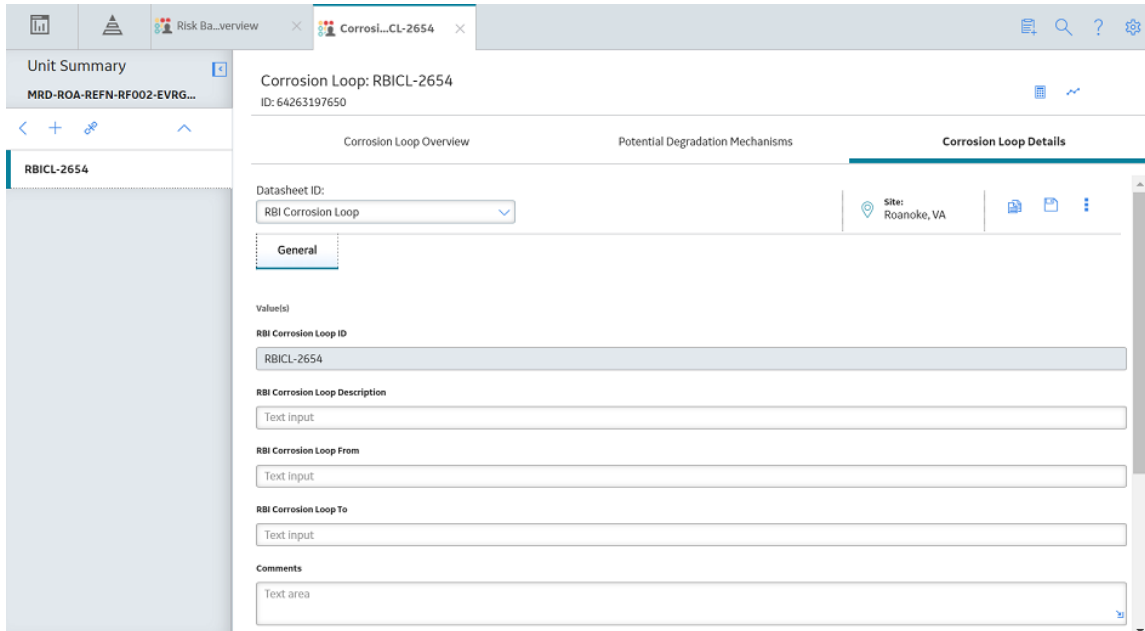 Risk Ba...verview
Corrosi...CL-2654
Unit Summary
MRD-ROA-REFN-RF002-EVRG...
RBICL-2654
Corrosion Loop: RBICL-2654
ID: 64263197650
Corrosion Loop Overview
Potential Degradation Mechanisms
Corrosion Loop Details
Datasheet ID:
RBI Corrosion Loop
Site:
Roanoke, VA
General
Value(s)
RBI Corrosion Loop ID
RBICL-2654
RBI Corrosion Loop Description
Text input
RBI Corrosion Loop From
Text input
RBI Corrosion Loop To
Text input
Comments
Text area